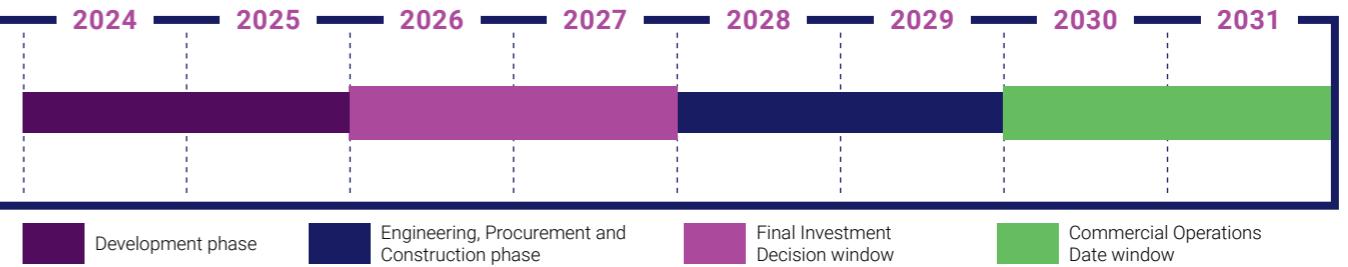 2024 2025 2026 2027 2028 2029 2030 2031
Development phase
Engineering, Procurement and
Construction phase
Final Investment
Decision window
Commercial Operations
Date window